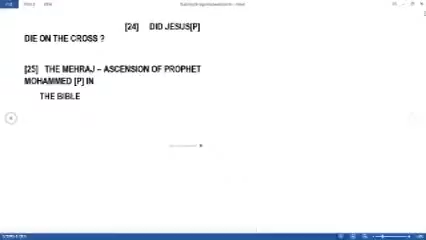 [24] DID JESUS[P]
DIE ON THE CROSS ?
[25] THE MEHRAJ – ASCENSION OF PROPHET
MOHAMMED [P] IN
THE BIBLE